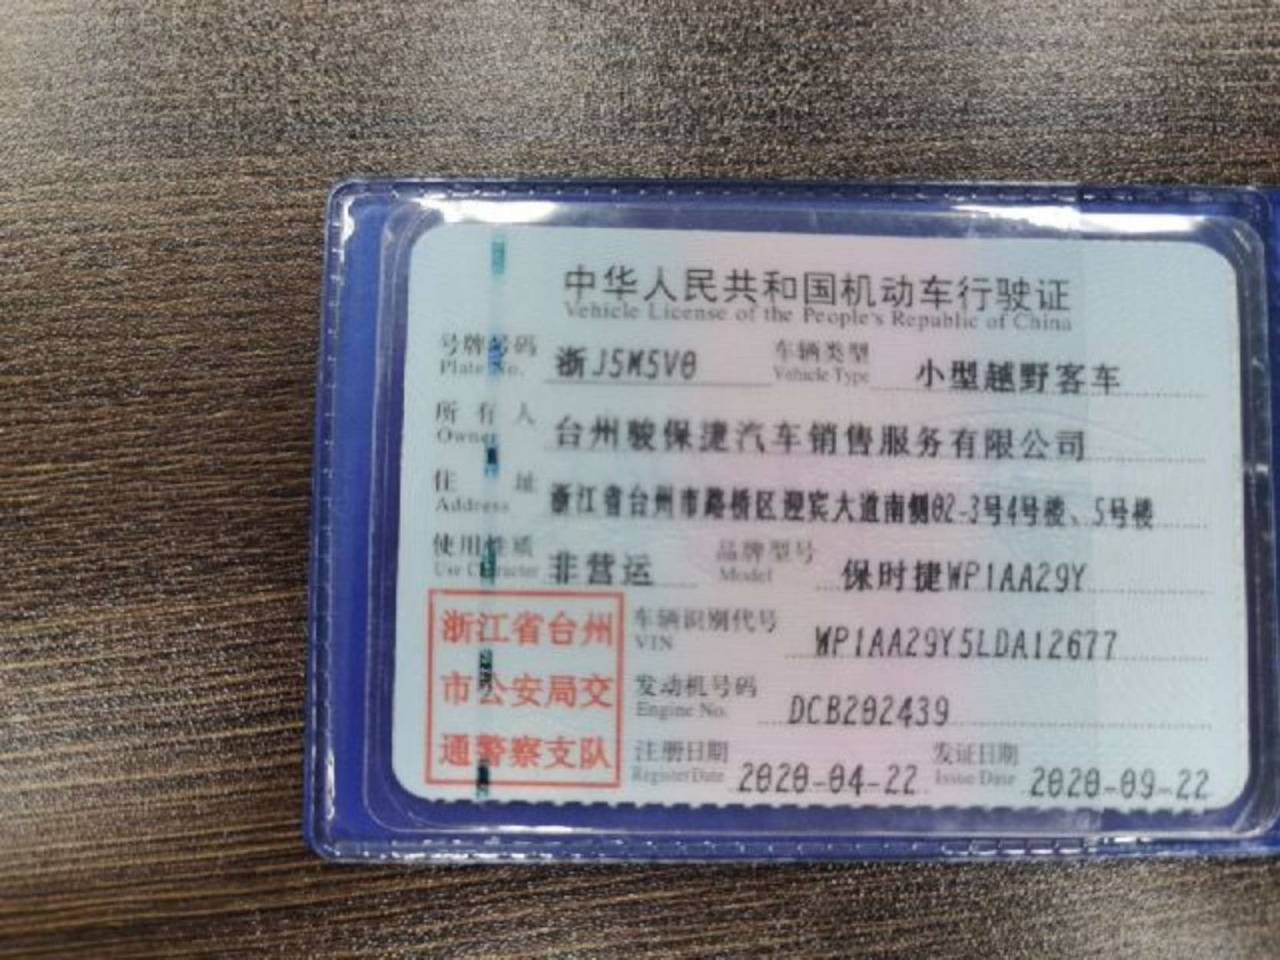 中华人民共和国机动车行驶证
Vehicle License of the People's Republic of China
号牌号码 浙J5M5V0 车辆类型 小型越野客车
Plate No. Vehicle Type
所有人 台州骏保捷汽车销售服务有限公司
Owner
住址 浙江省台州市路桥区迎宾大道南侧02-3号4号楼、5号楼
Address
使用性质 非营运 品牌型号 保时捷WP1AA29Y
Use Character Model
浙江省台州
市公安局交
通警察支队
车辆识别代号 WP1AA29Y5LDA12677
VIN
发动机号码 DCB202439
Engine No.
注册日期 2020-04-22 发证日期 2020-09-22
Register Date Issue Date